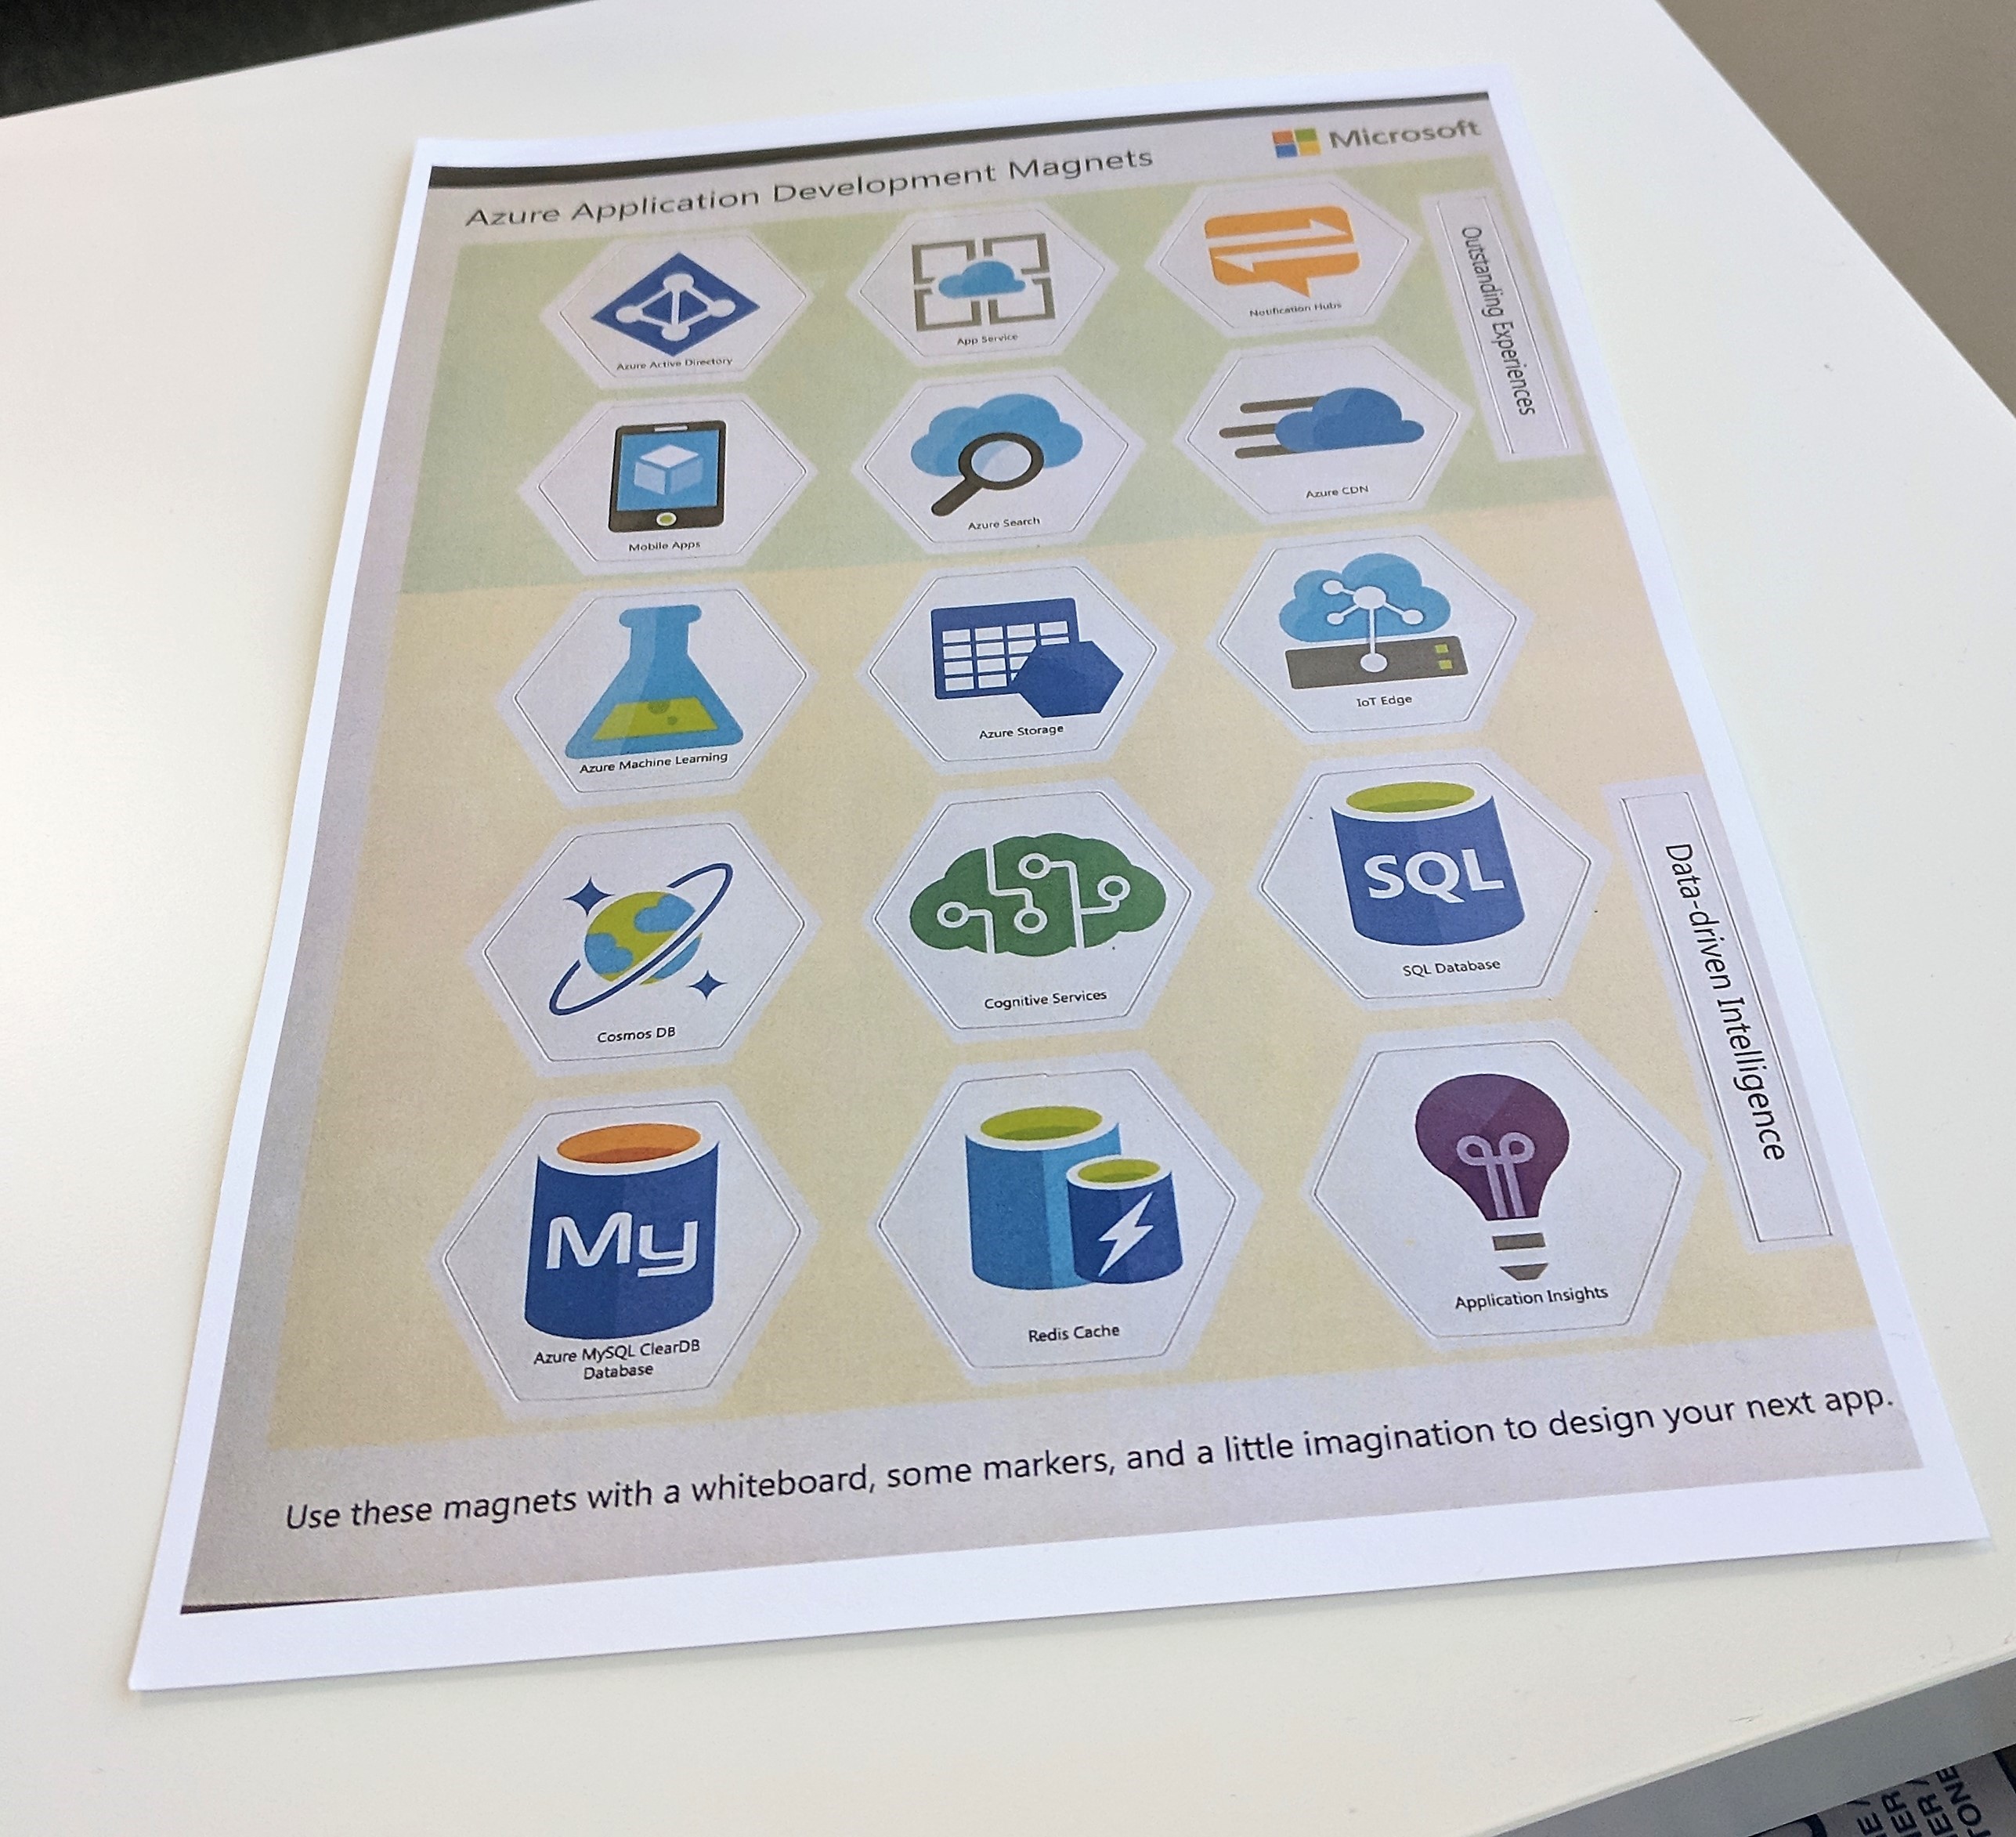 Microsoft
Azure Application Development Magnets
Azure Active Directory
App Service
Notification Hubs
Outstanding Experiences
Mobile Apps
Azure Search
Azure CDN
Azure Machine Learning
Azure Storage
IoT Edge
Cosmos DB
Cognitive Services
SQL
SQL Database
Data-driven Intelligence
My
Azure MySQL ClearDB
Database
Redis Cache
Application Insights
Use these magnets with a whiteboard, some markers, and a little imagination to design your next app.